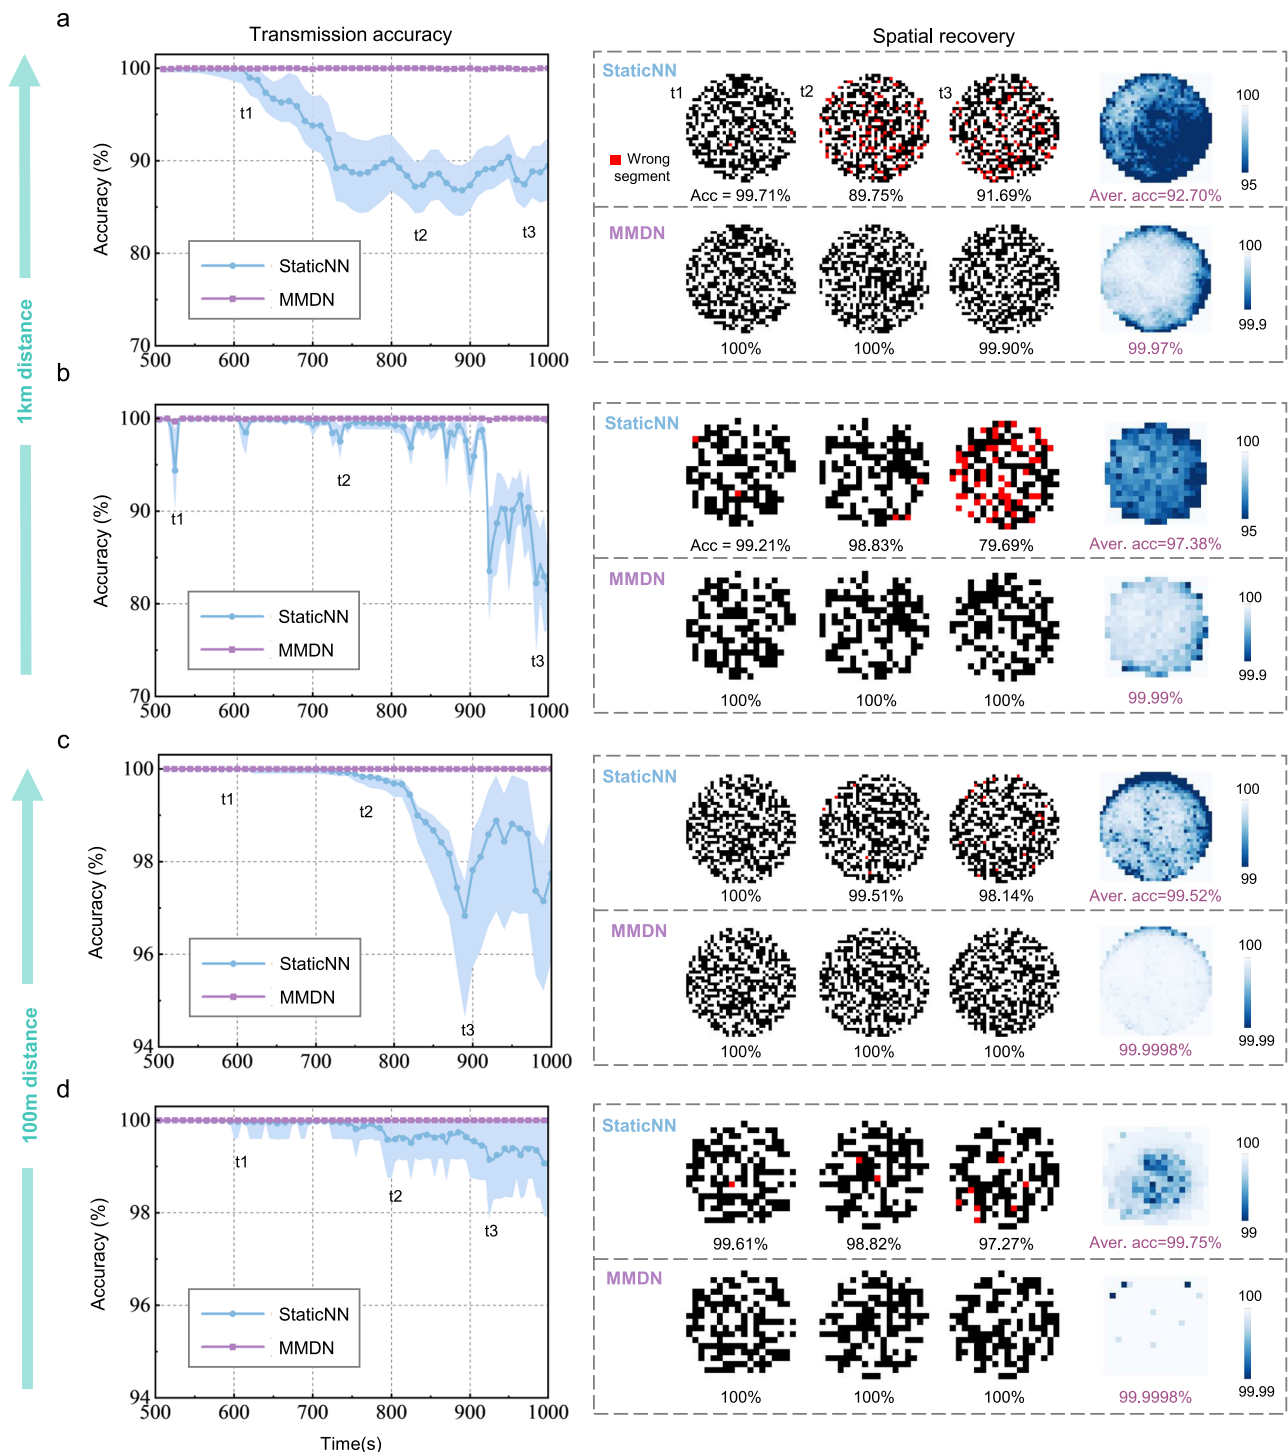 a
Transmission accuracy
Spatial recovery
Accuracy (%)
100
90
80
70
500
600
700
800
900
1000
t1
t2
t3
StaticNN
MMDN
StaticNN
t1
t2
t3
Wrong
segment
Acc = 99.71%
89.75%
91.69%
Aver. acc=92.70%
100
95
MMDN
100%
100%
99.90%
99.97%
100
99.9
1km distance
b
Accuracy (%)
100
90
80
70
500
600
700
800
900
1000
t1
t2
t3
StaticNN
MMDN
StaticNN
Acc = 99.21%
98.83%
79.69%
Aver. acc=97.38%
100
95
MMDN
100%
100%
100%
99.99%
100
99.9
c
Accuracy (%)
100
98
96
94
500
600
700
800
900
1000
t1
t2
t3
StaticNN
MMDN
StaticNN
100%
99.51%
98.14%
Aver. acc=99.52%
100
99
MMDN
100%
100%
100%
99.9998%
100
99.99
100m distance
d
Accuracy (%)
100
98
96
94
500
600
700
800
900
1000
Time(s)
t1
t2
t3
StaticNN
MMDN
StaticNN
99.61%
98.82%
97.27%
Aver. acc=99.75%
100
99
MMDN
100%
100%
100%
99.9998%
100
99.99